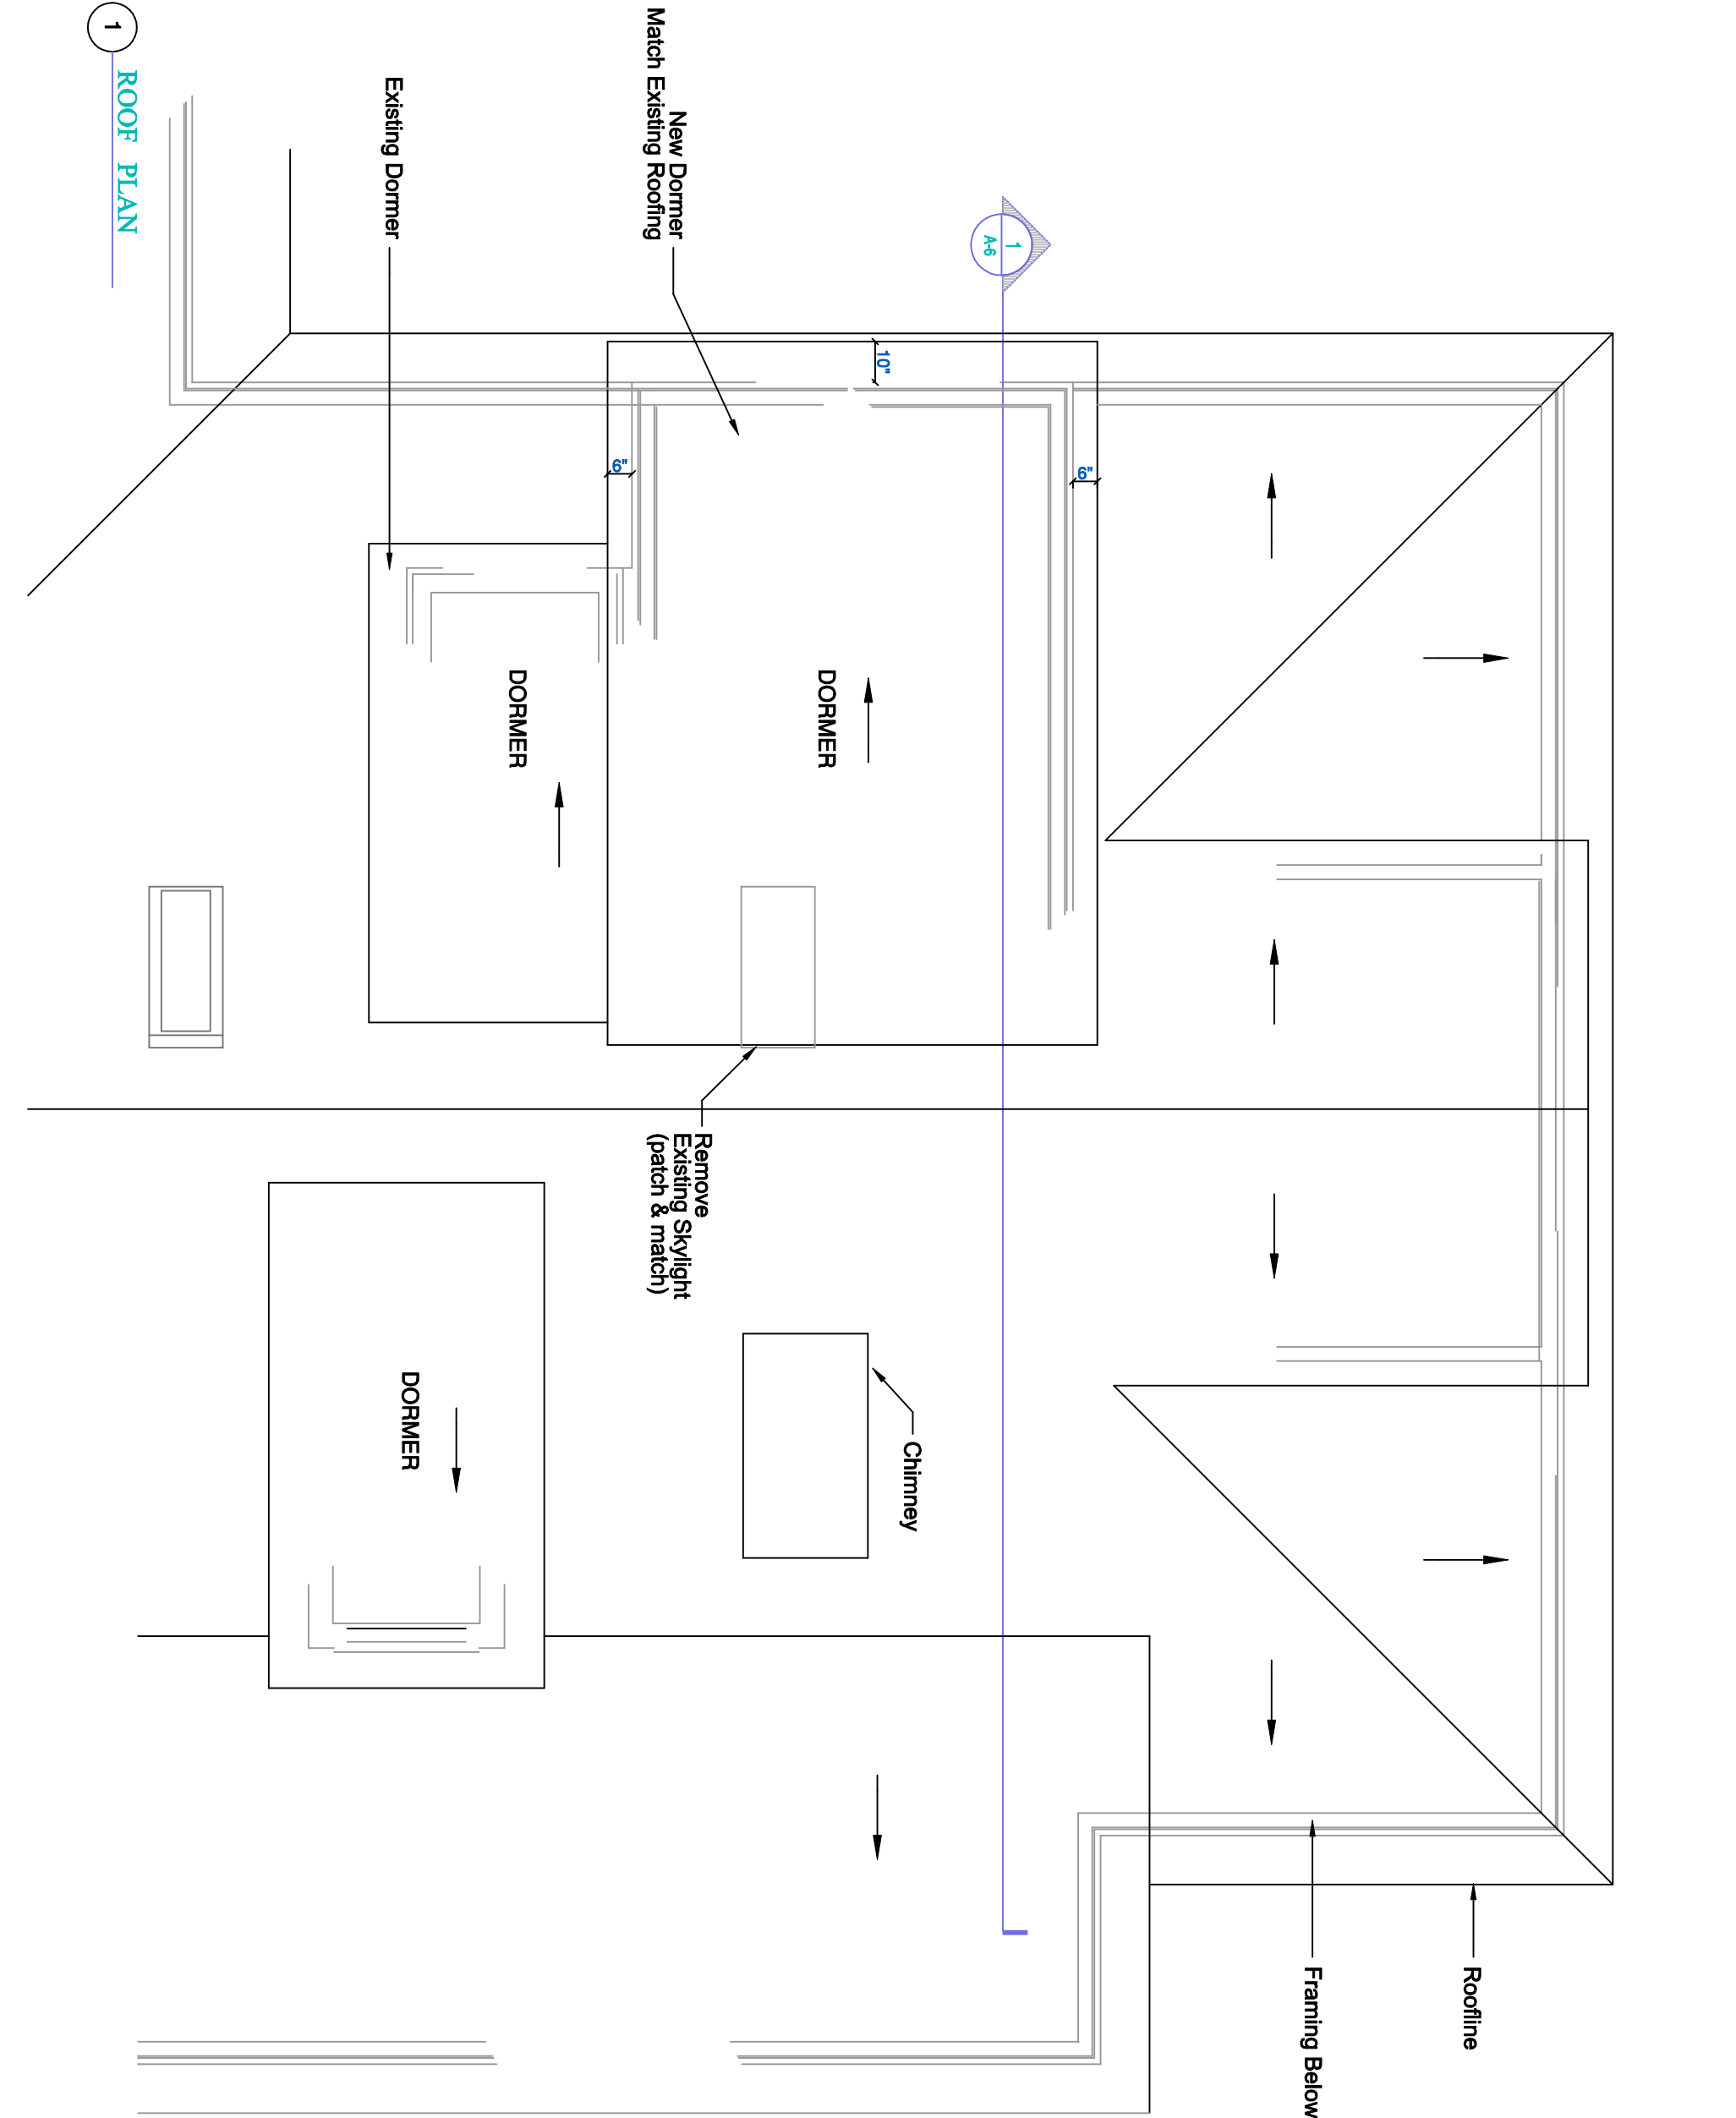 Roofline
Framing Below
1
A-6
10"
6"
6"
Chimney
New Dormer
Match Existing Roofing
DORMER
Remove
Existing Skylight
(patch & match)
DORMER
DORMER
Existing Dormer
1
ROOF PLAN